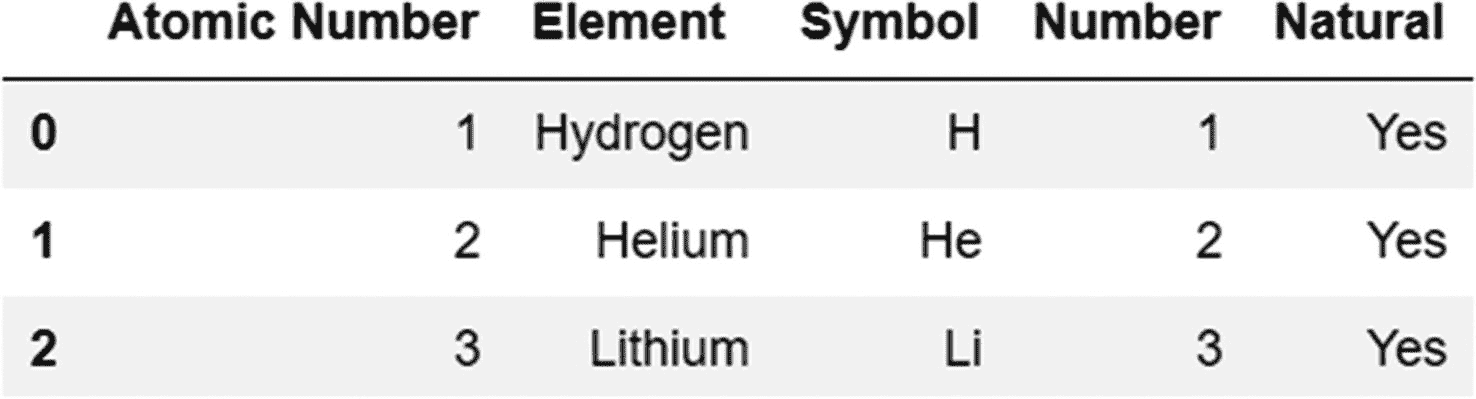 Atomic Number Element Symbol Number Natural
0 1 Hydrogen H 1 Yes
1 2 Helium He 2 Yes
2 3 Lithium Li 3 Yes